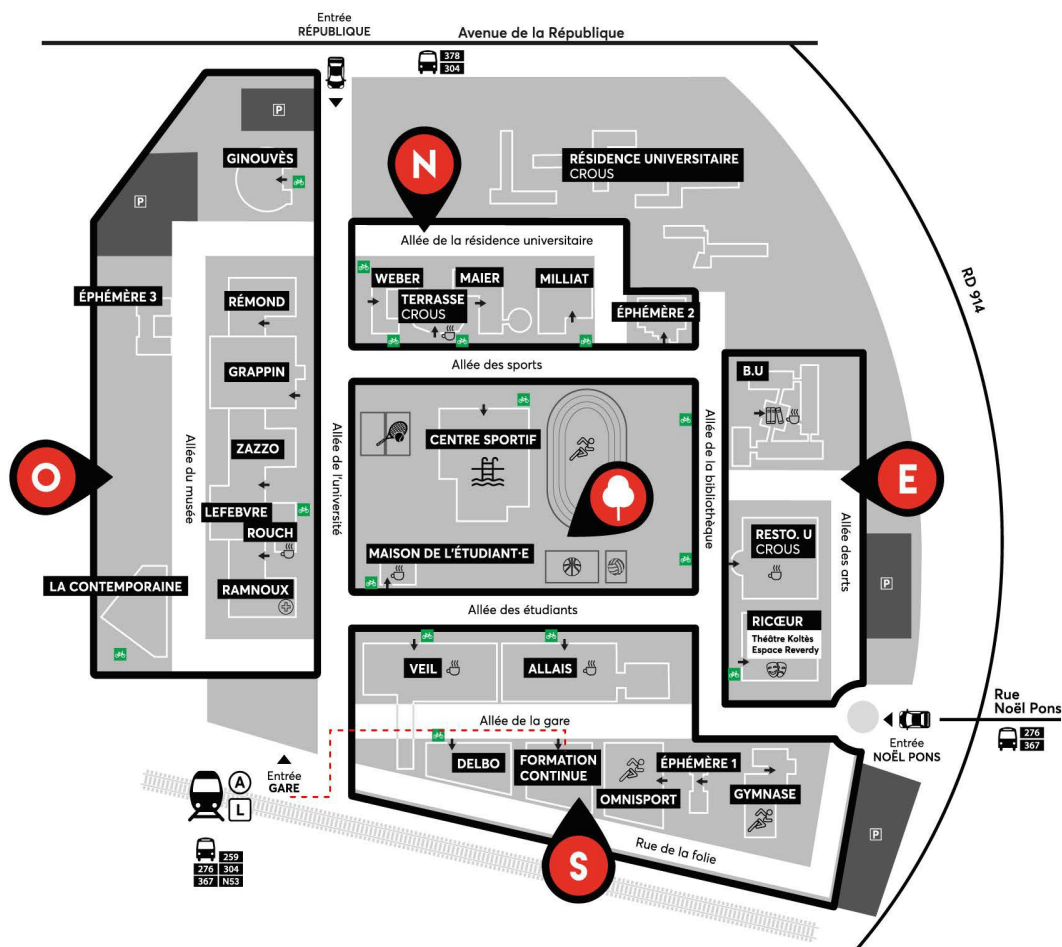 Entrée
RÉPUBLIQUE
Avenue de la République
378
304
P
GINOUVÈS
P
N
RÉSIDENCE UNIVERSITAIRE
CROUS
Allée de la résidence universitaire
WEBER
MAIER
MILLIAT
TERRASSE
CROUS
ÉPHÉMÈRE 2
ÉPHÉMÈRE 3
RÉMOND
RD 914
Allée des sports
GRAPPIN
B.U
CENTRE SPORTIF
ZAZZO
O
Allée du musée
Allée de l'université
Allée de la bibliothèque
E
LEFEBVRE
ROUCH
RESTO. U
CROUS
Allée des arts
MAISON DE L'ÉTUDIANT·E
LA CONTEMPORAINE
RAMNOUX
P
Allée des étudiants
RICŒUR
Théâtre Koltès
Espace Reverdy
VEIL
ALLAIS
Rue
Noël Pons
276
367
Entrée
NOËL PONS
Allée de la gare
DELBO
FORMATION
CONTINUE
ÉPHÉMÈRE 1
OMNISPORT
GYMNASE
Entrée
GARE
A
L
259
276 304
367 N53
P
Rue de la folie
S